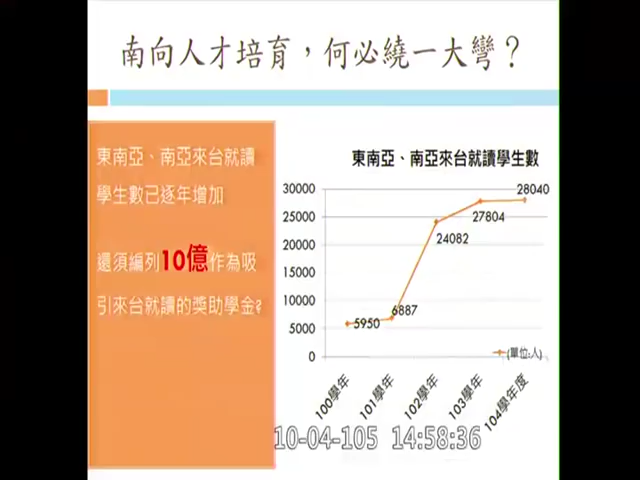 南向人才培育，何必繞一大彎？
東南亞、南亞來台就讀
學生數已逐年增加
還須編列10億作為吸
引來台就讀的獎助學金?
東南亞、南亞來台就讀學生數
30000
25000
20000
15000
10000
5000
0
5950
6887
24082
27804
28040
(單位:人)
100學年
101學年
102學年
103學年
104學年度
10-04-105 14:58:36